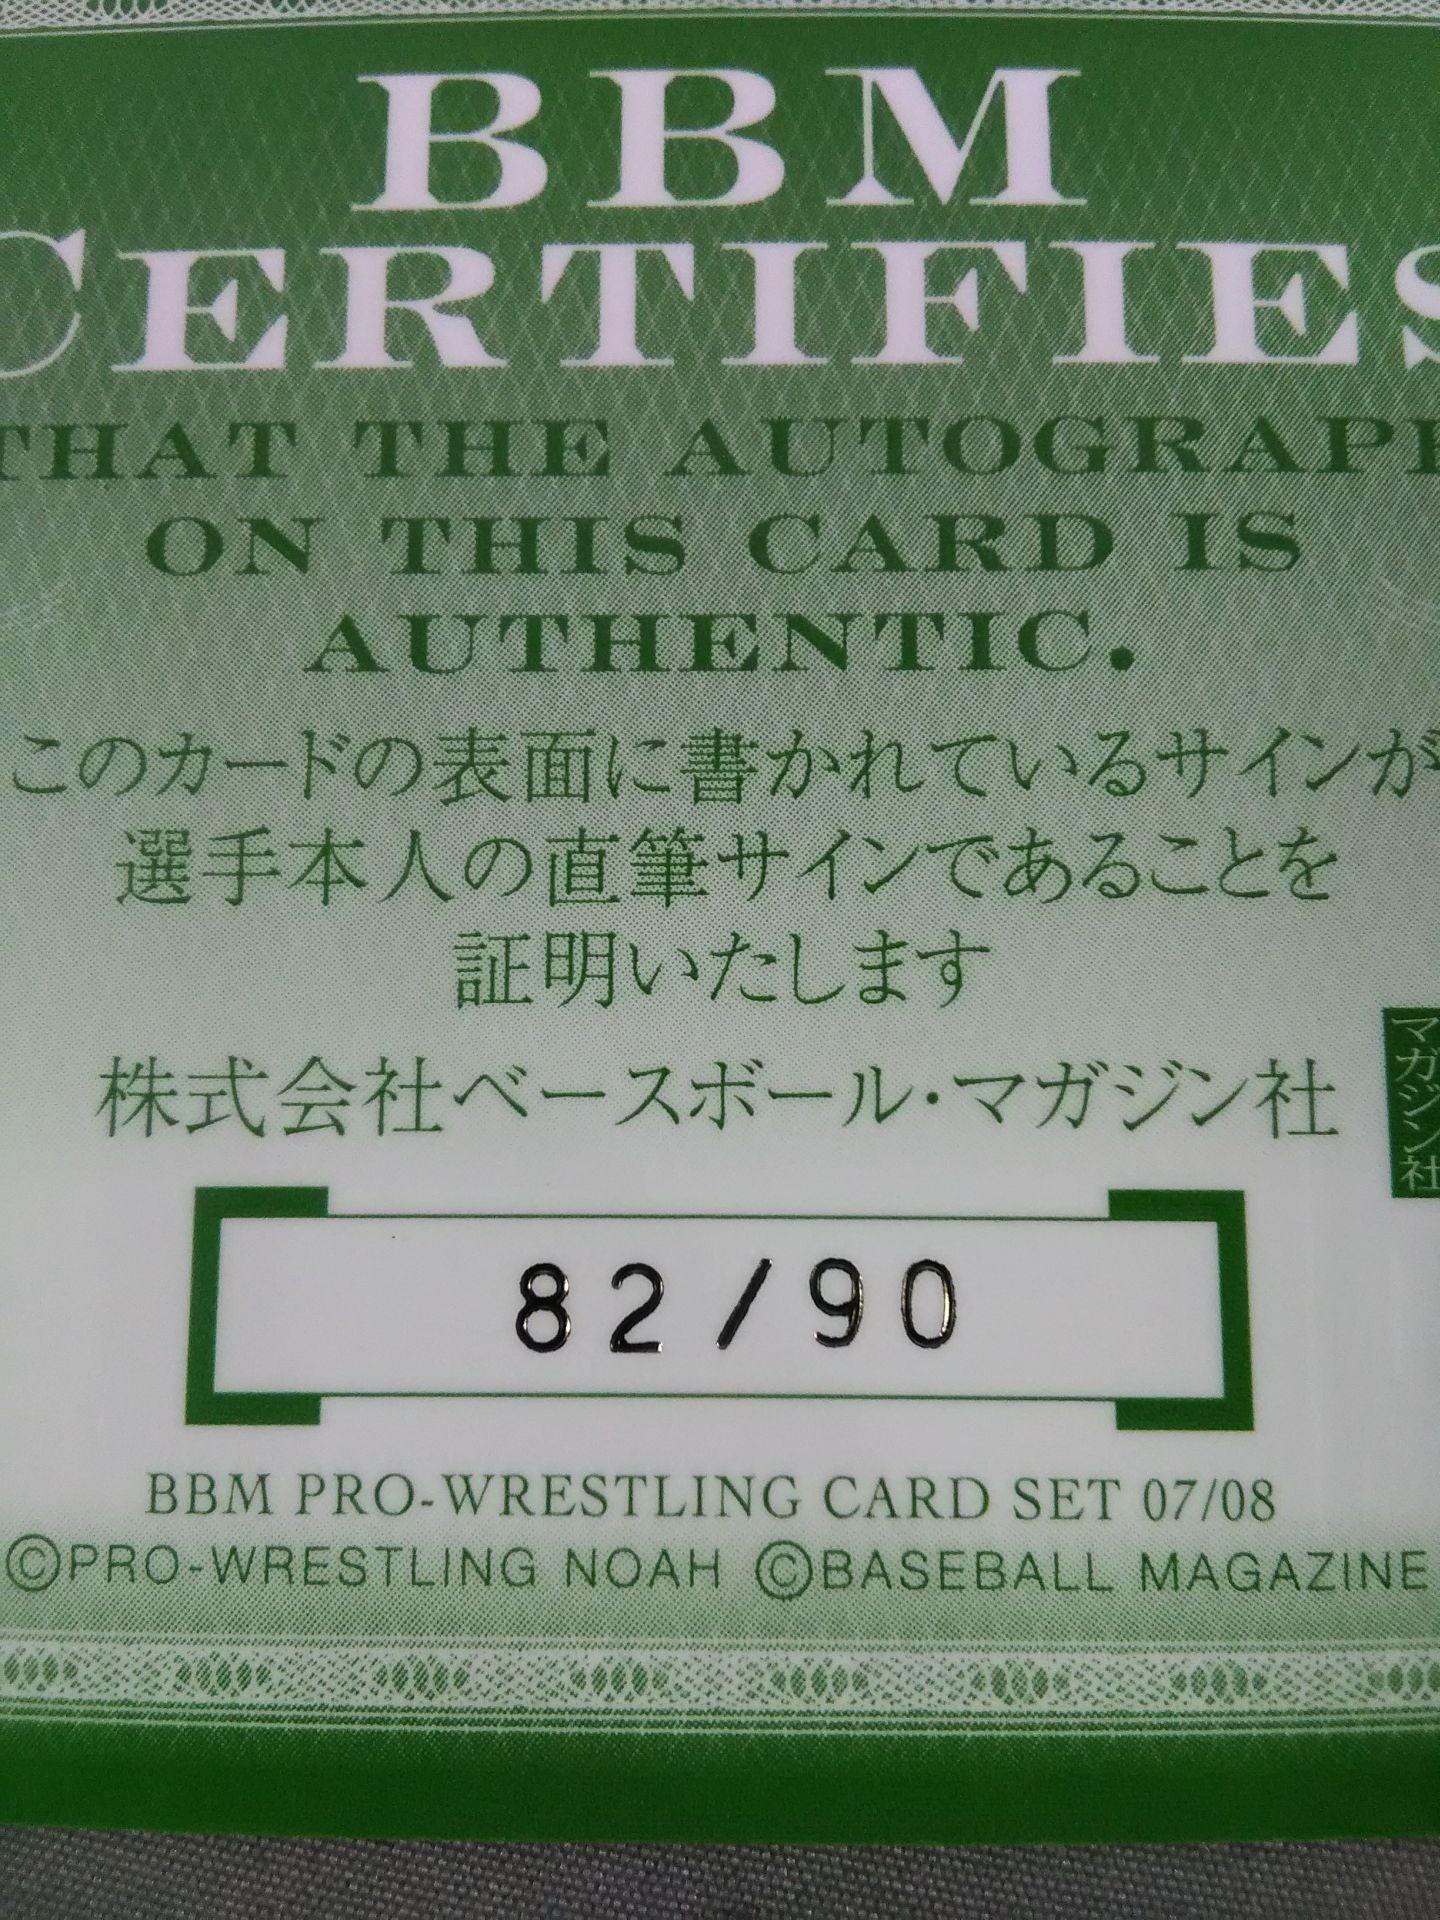 BBM
CERTIFIES
THAT THE AUTOGRAPH
ON THIS CARD IS
AUTHENTIC.
このカードの表面に書かれているサインが
選手本人の直筆サインであることを
証明いたします
株式会社ベースボール・マガジン社
マガジン社
82/90
BBM PRO-WRESTLING CARD SET 07/08
©PRO-WRESTLING NOAH ©BASEBALL MAGAZINE